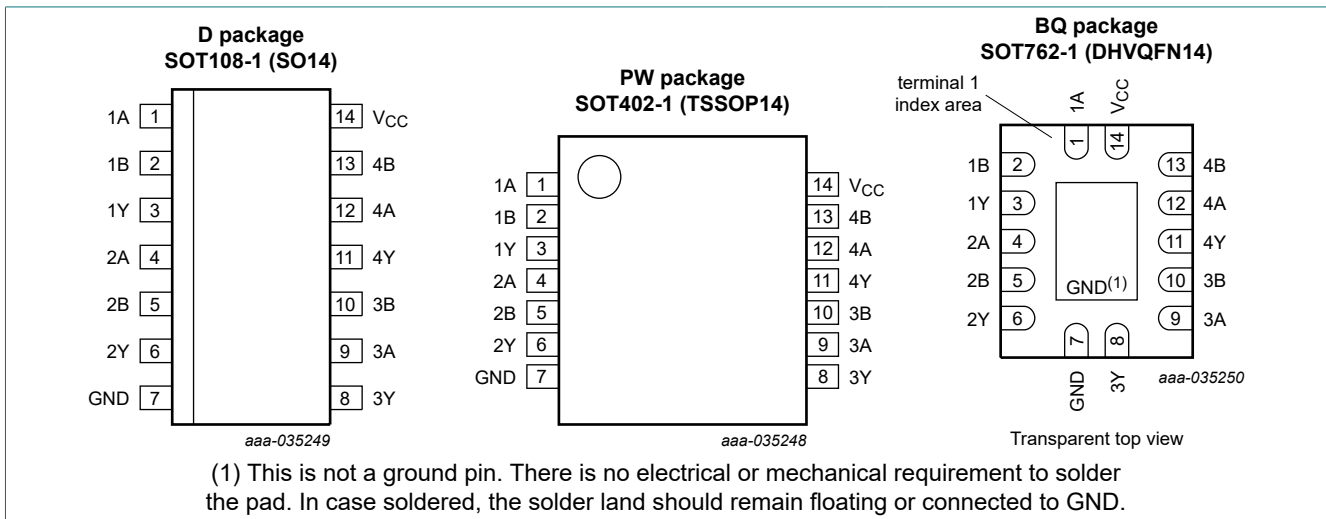 D package
SOT108-1 (SO14)
1A 1
14 VCC
1B 2
13 4B
1Y 3
12 4A
2A 4
11 4Y
2B 5
10 3B
2Y 6
9 3A
GND 7
8 3Y
aaa-035249
PW package
SOT402-1 (TSSOP14)
1A 1
14 VCC
1B 2
13 4B
1Y 3
12 4A
2A 4
11 4Y
2B 5
10 3B
2Y 6
9 3A
GND 7
8 3Y
aaa-035248
BQ package
SOT762-1 (DHVQFN14)
terminal 1
index area
1A
VCC
1
14
1B 2
13 4B
1Y 3
12 4A
2A 4
11 4Y
2B 5
10 3B
2Y 6
9 3A
GND(1)
7
8
GND
3Y
aaa-035250
Transparent top view
(1) This is not a ground pin. There is no electrical or mechanical requirement to solder
the pad. In case soldered, the solder land should remain floating or connected to GND.